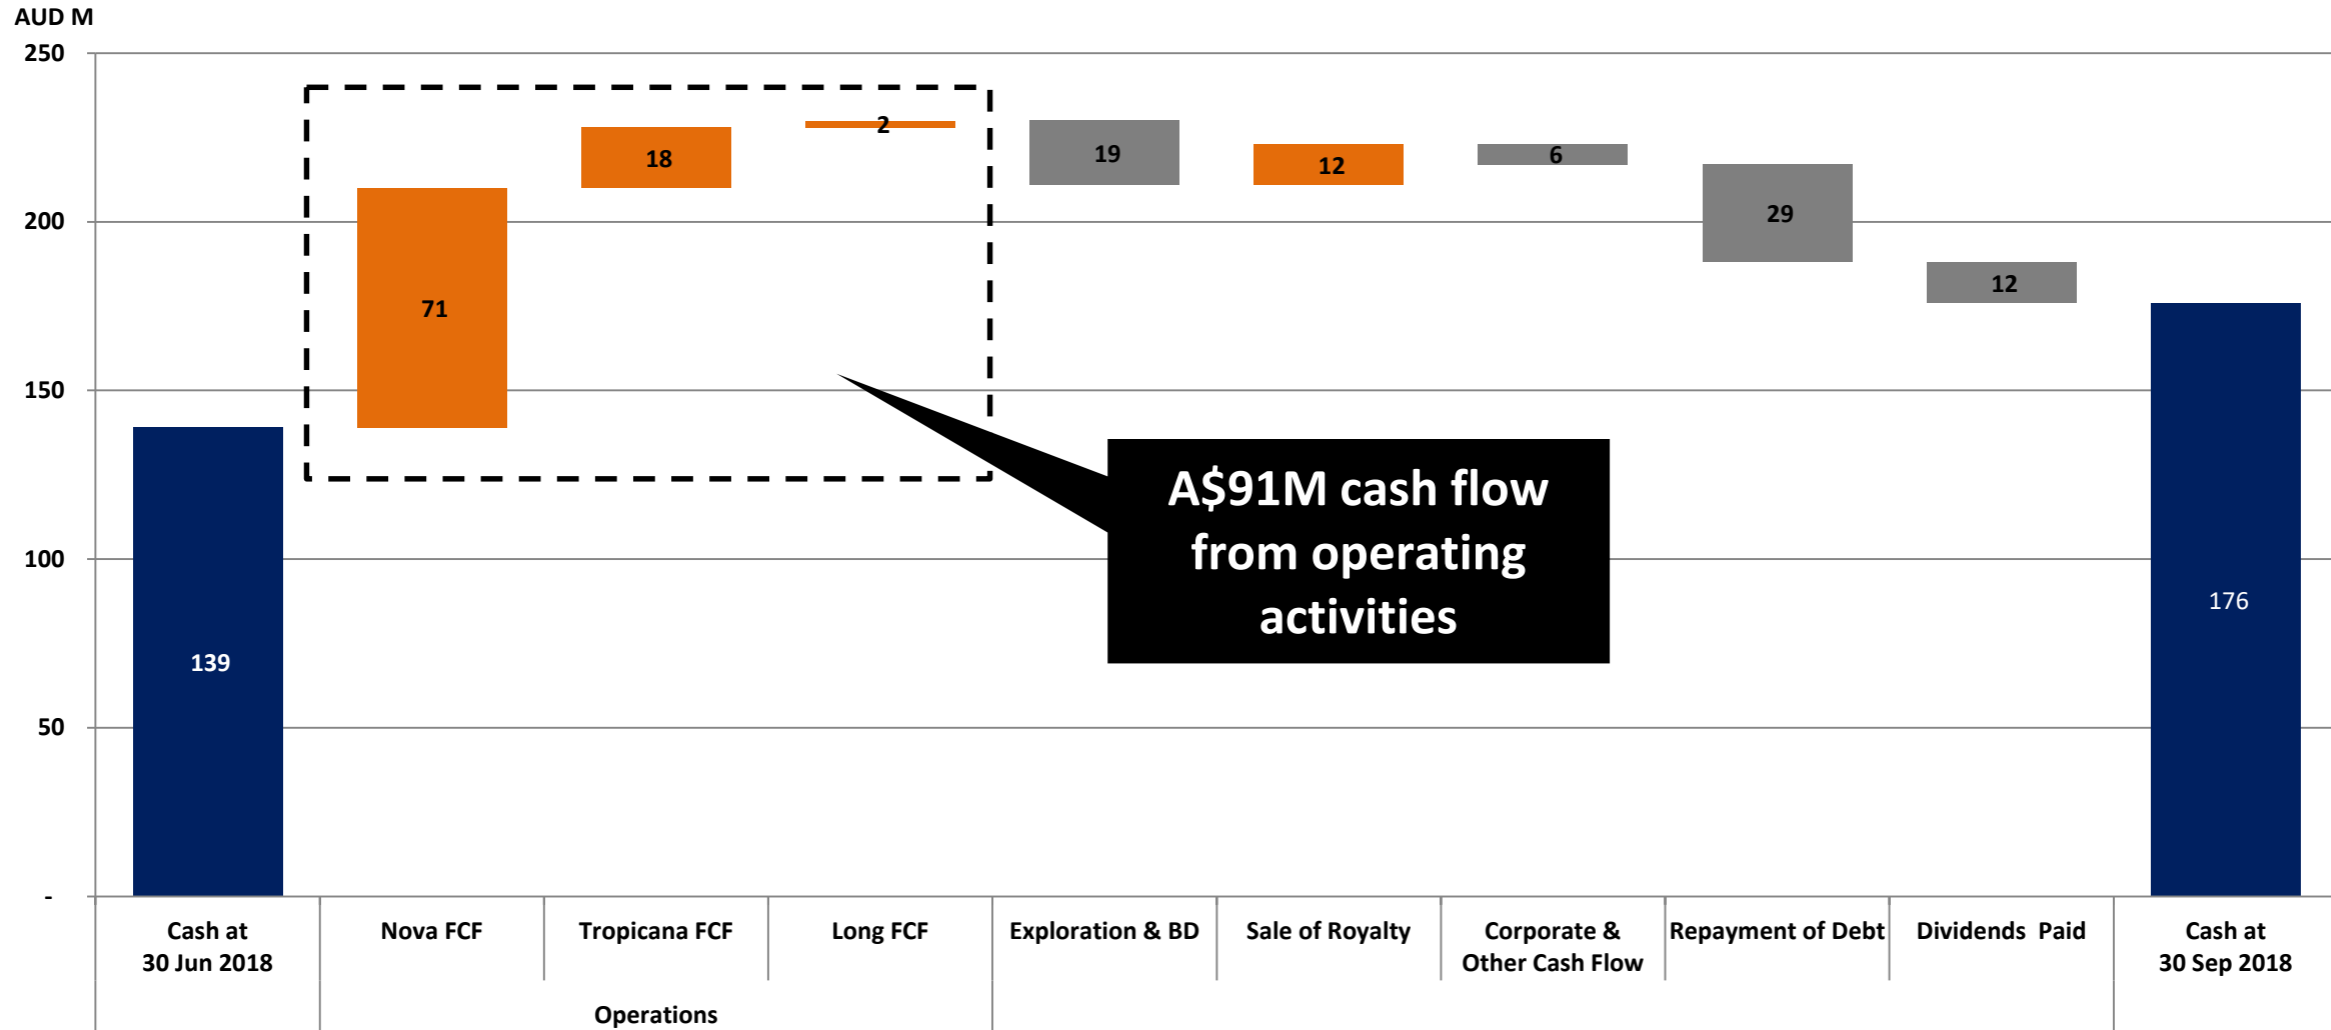 AUD M
250
200
150
100
50
-
139
71
18
2
19
12
6
29
12
176
A$91M cash flow
from operating
activities
Cash at
30 Jun 2018
Nova FCF
Tropicana FCF
Long FCF
Exploration & BD
Sale of Royalty
Corporate &
Other Cash Flow
Repayment of Debt
Dividends Paid
Cash at
30 Sep 2018
Operations